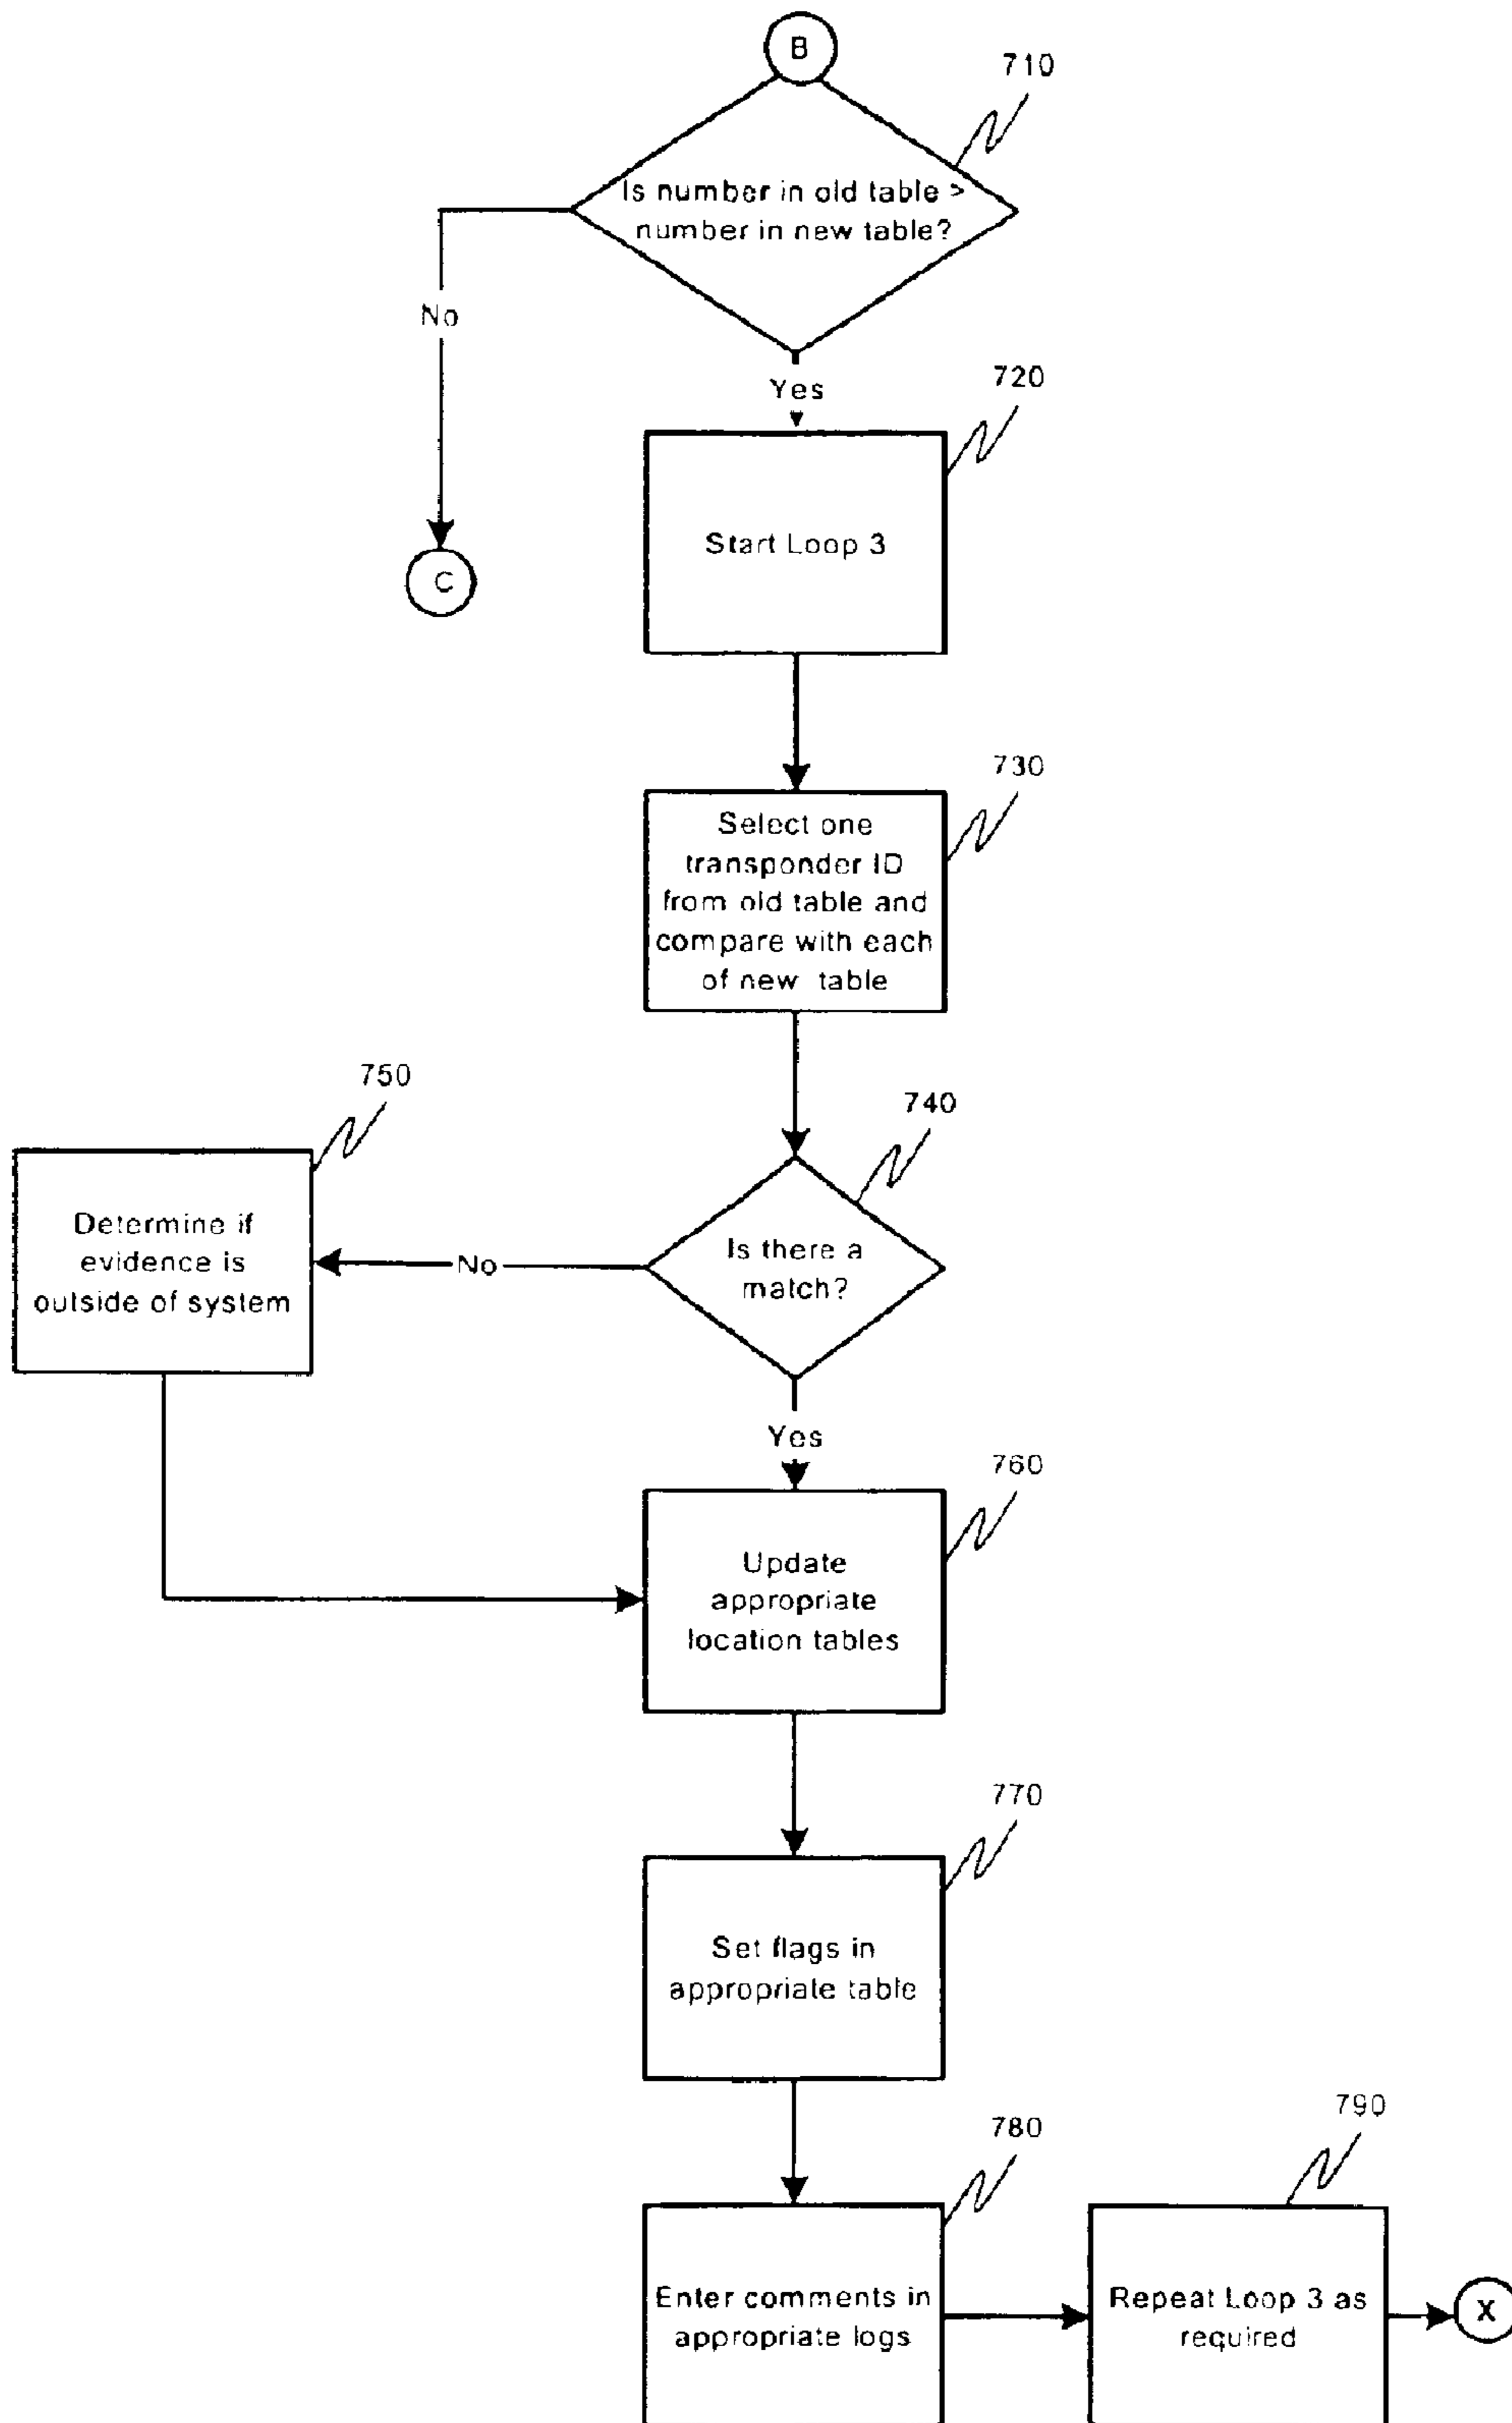 B
710
Is number in old table >
number in new table?
No
Yes
720
Start Loop 3
C
730
Select one
transponder ID
from old table and
compare with each
of new table
750
740
Determine if
evidence is
outside of system
No
Is there a
match?
Yes
760
Update
appropriate
location tables
770
Set flags in
appropriate table
780
790
Enter comments in
appropriate logs
Repeat Loop 3 as
required
X